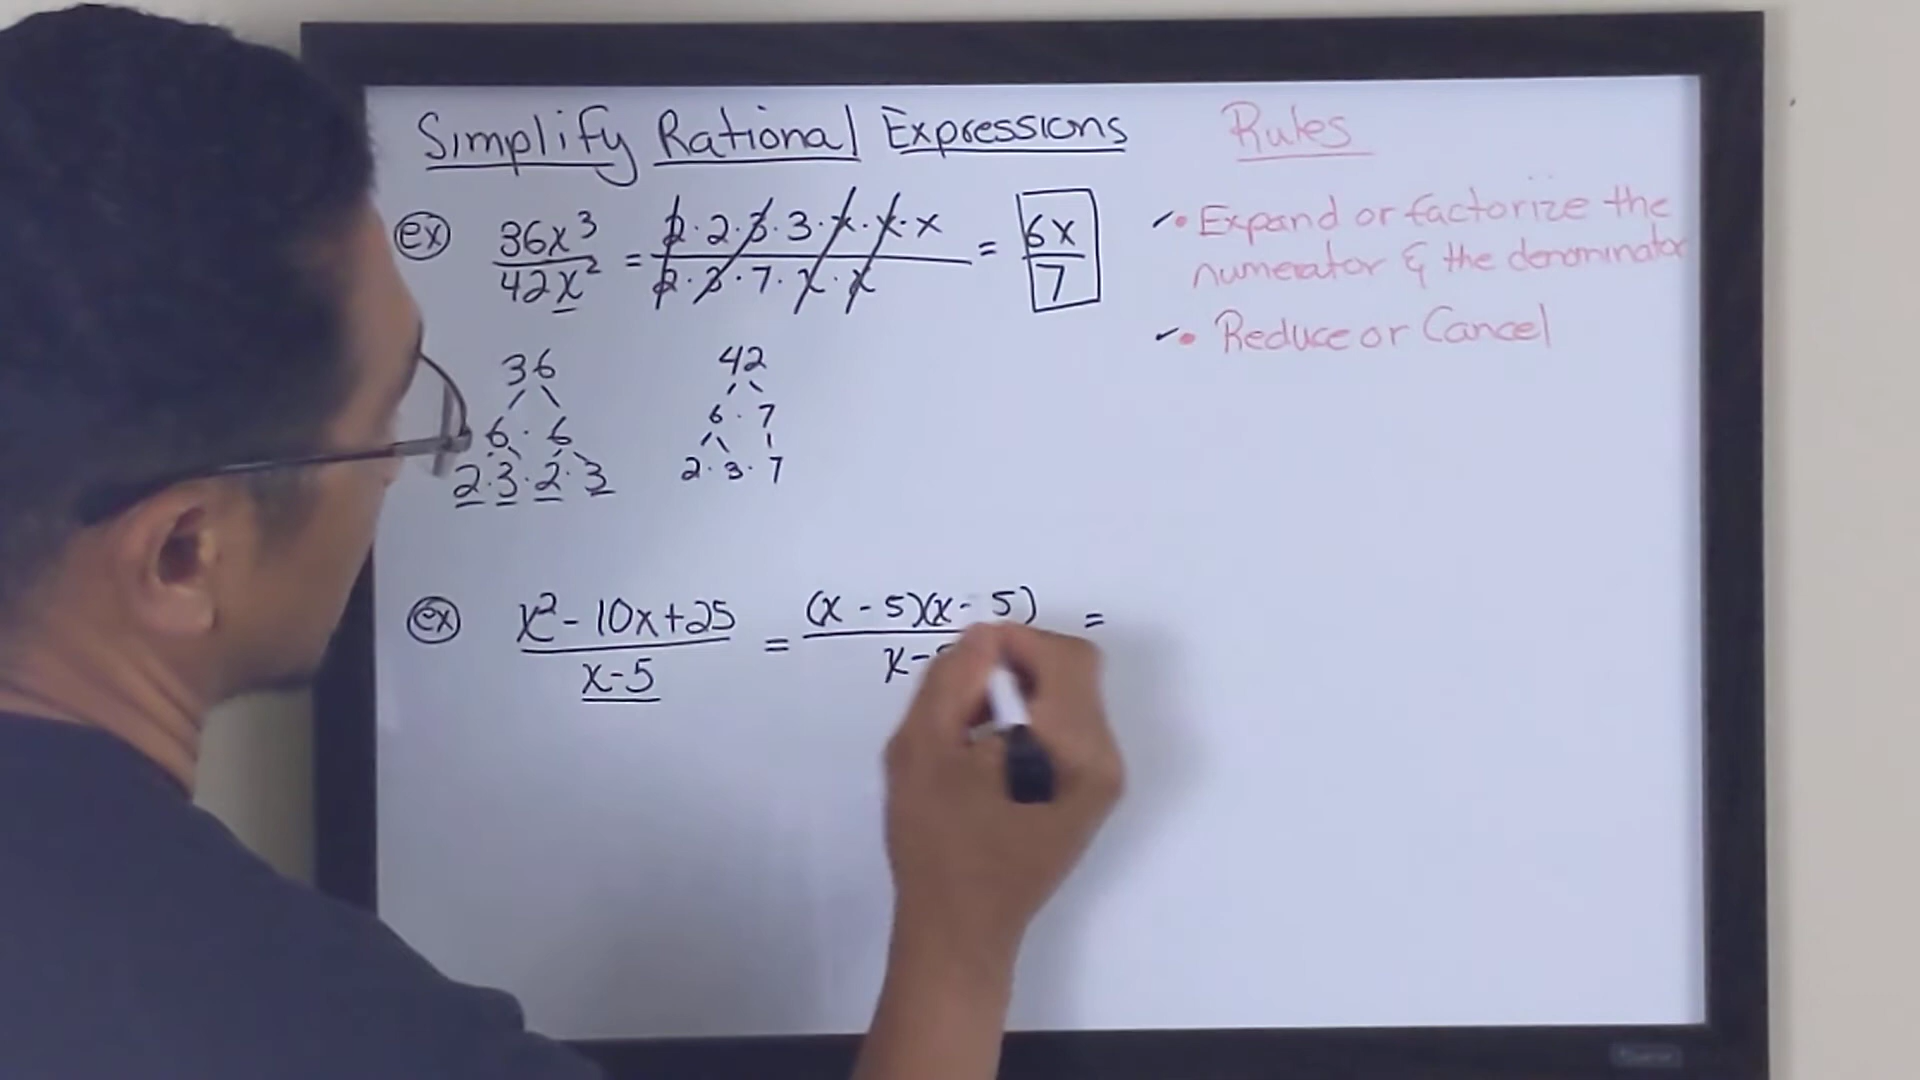 Simplify Rational Expressions
Rules
ex 36x³/42x² = 2·2·3·3·x·x·x / 2·3·7·x·x = 6x/7
• Expand or factorize the
numerator & the denominator
• Reduce or Cancel
36
6 · 6
2 · 3 · 2 · 3
42
6 · 7
2 · 3 · 7
ex x² - 10x + 25 / x - 5 = (x - 5)(x - 5) / x - 5 =